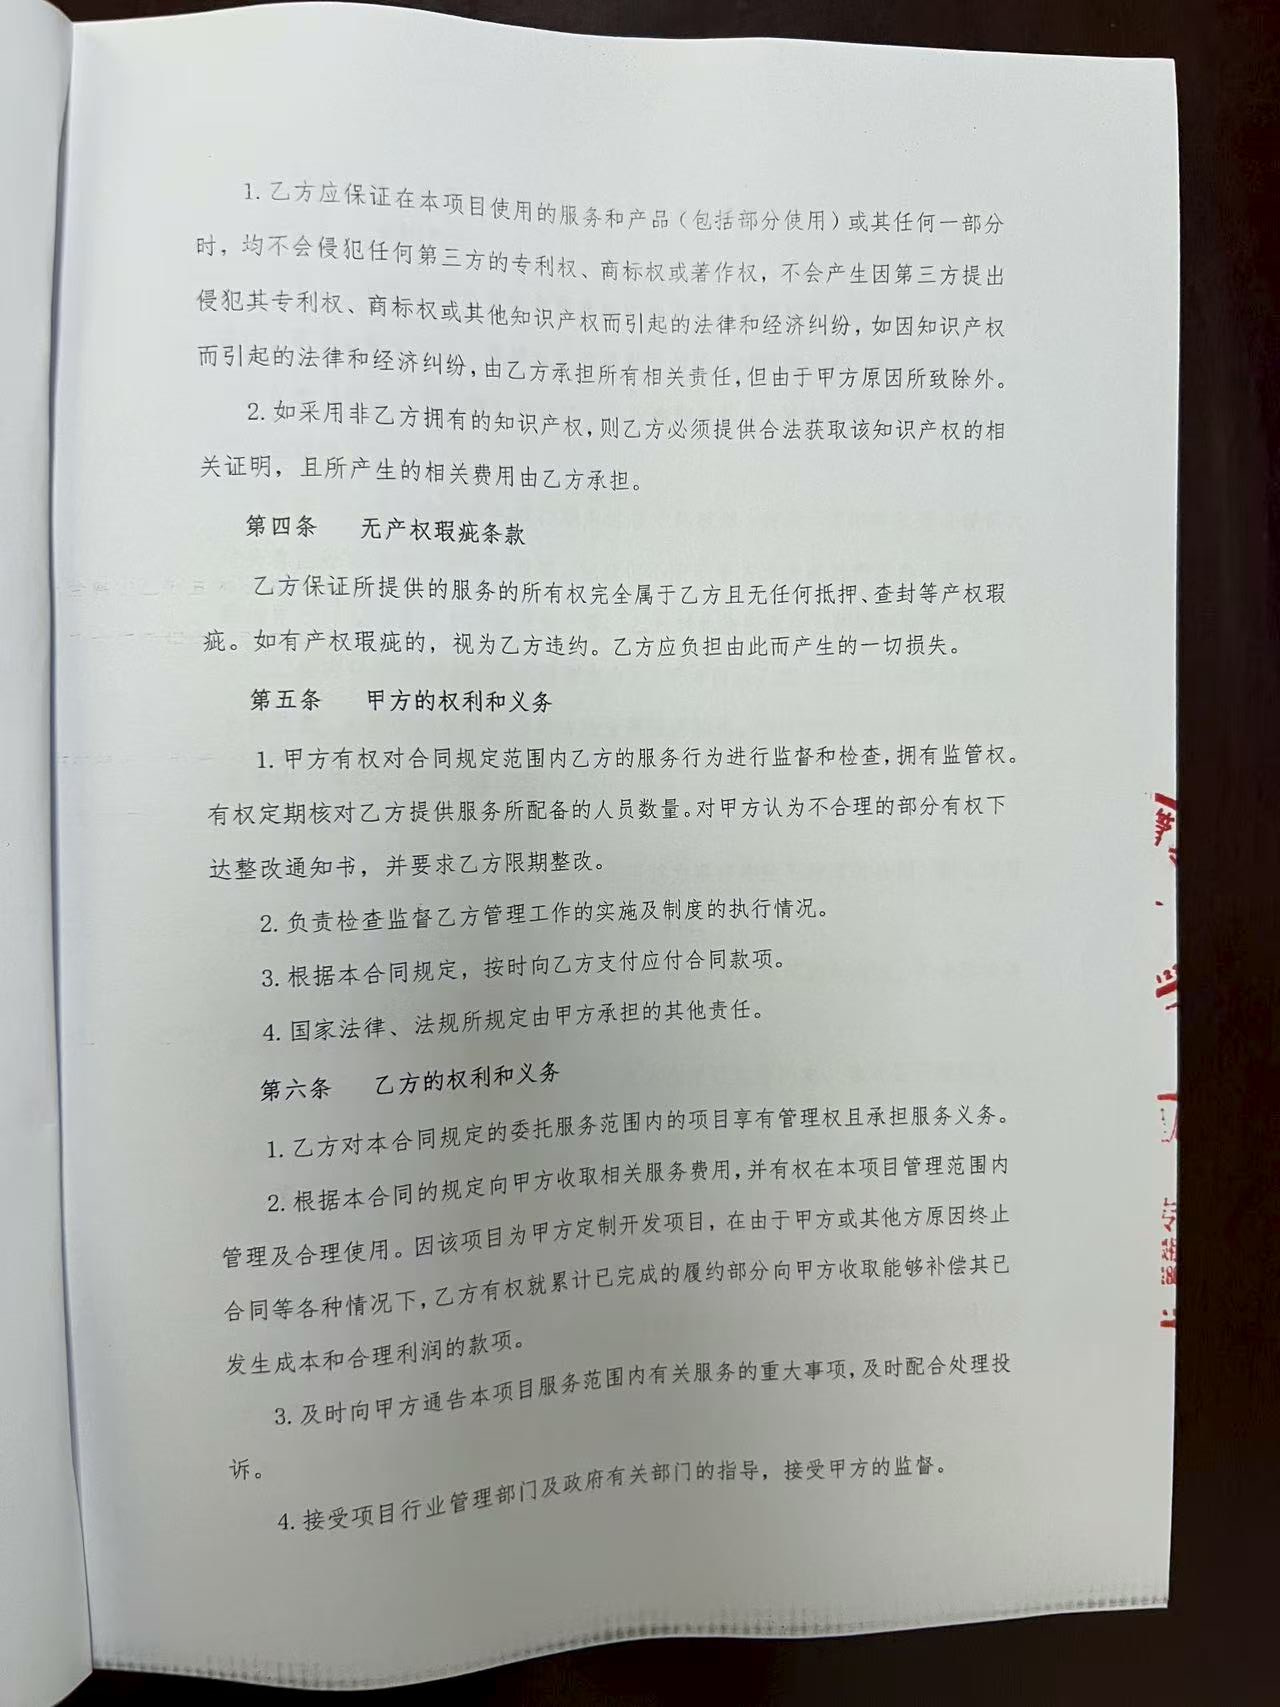 1. 乙方应保证在本项目使用的服务和产品（包括部分使用）或其任何一部分
时，均不会侵犯任何第三方的专利权、商标权或著作权，不会产生因第三方提出
侵犯其专利权、商标权或其他知识产权而引起的法律和经济纠纷，如因知识产权
而引起的法律和经济纠纷，由乙方承担所有相关责任，但由于甲方原因所致除外。
2. 如采用非乙方拥有的知识产权，则乙方必须提供合法获取该知识产权的相
关证明，且所产生的相关费用由乙方承担。
第四条 无产权瑕疵条款
乙方保证所提供的服务的所有权完全属于乙方且无任何抵押、查封等产权瑕
疵。如有产权瑕疵的，视为乙方违约。乙方应负担由此而产生的一切损失。
第五条 甲方的权利和义务
1. 甲方有权对合同规定范围内乙方的服务行为进行监督和检查，拥有监管权。
有权定期核对乙方提供服务所配备的人员数量。对甲方认为不合理的部分有权下
达整改通知书，并要求乙方限期整改。
2. 负责检查监督乙方管理工作的实施及制度的执行情况。
3. 根据本合同规定，按时向乙方支付应付合同款项。
4. 国家法律、法规所规定由甲方承担的其他责任。
第六条 乙方的权利和义务
1. 乙方对本合同规定的委托服务范围内的项目享有管理权且承担服务义务。
2. 根据本合同的规定向甲方收取相关服务费用，并有权在本项目管理范围内
管理及合理使用。因该项目为甲方定制开发项目，在由于甲方或其他方原因终止
合同等各种情况下，乙方有权就累计已完成的履约部分向甲方收取能够补偿其已
发生成本和合理利润的款项。
3. 及时向甲方通告本项目服务范围内有关服务的重大事项，及时配合处理投
诉。
4. 接受项目行业管理部门及政府有关部门的指导，接受甲方的监督。